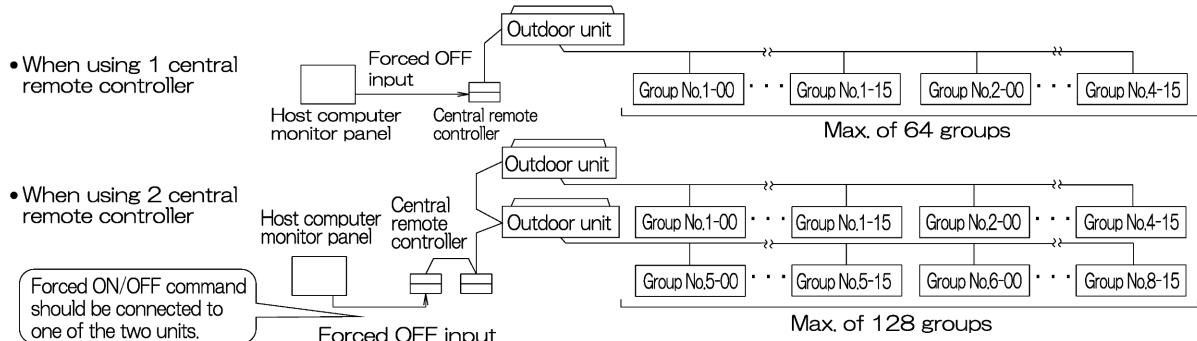 Outdoor unit
• When using 1 central
remote controller
Forced OFF
input
Host computer
monitor panel
Central remote
controller
Group No.1-00 ··· Group No.1-15 Group No.2-00 ··· Group No.4-15
Max. of 64 groups
Outdoor unit
• When using 2 central
remote controller
Host computer
monitor panel
Central
remote
controller
Outdoor unit
Group No.1-00 ··· Group No.1-15 Group No.2-00 ··· Group No.4-15
Group No.5-00 ··· Group No.5-15 Group No.6-00 ··· Group No.8-15
Forced ON/OFF command
should be connected to
one of the two units.
Forced OFF input
Max. of 128 groups